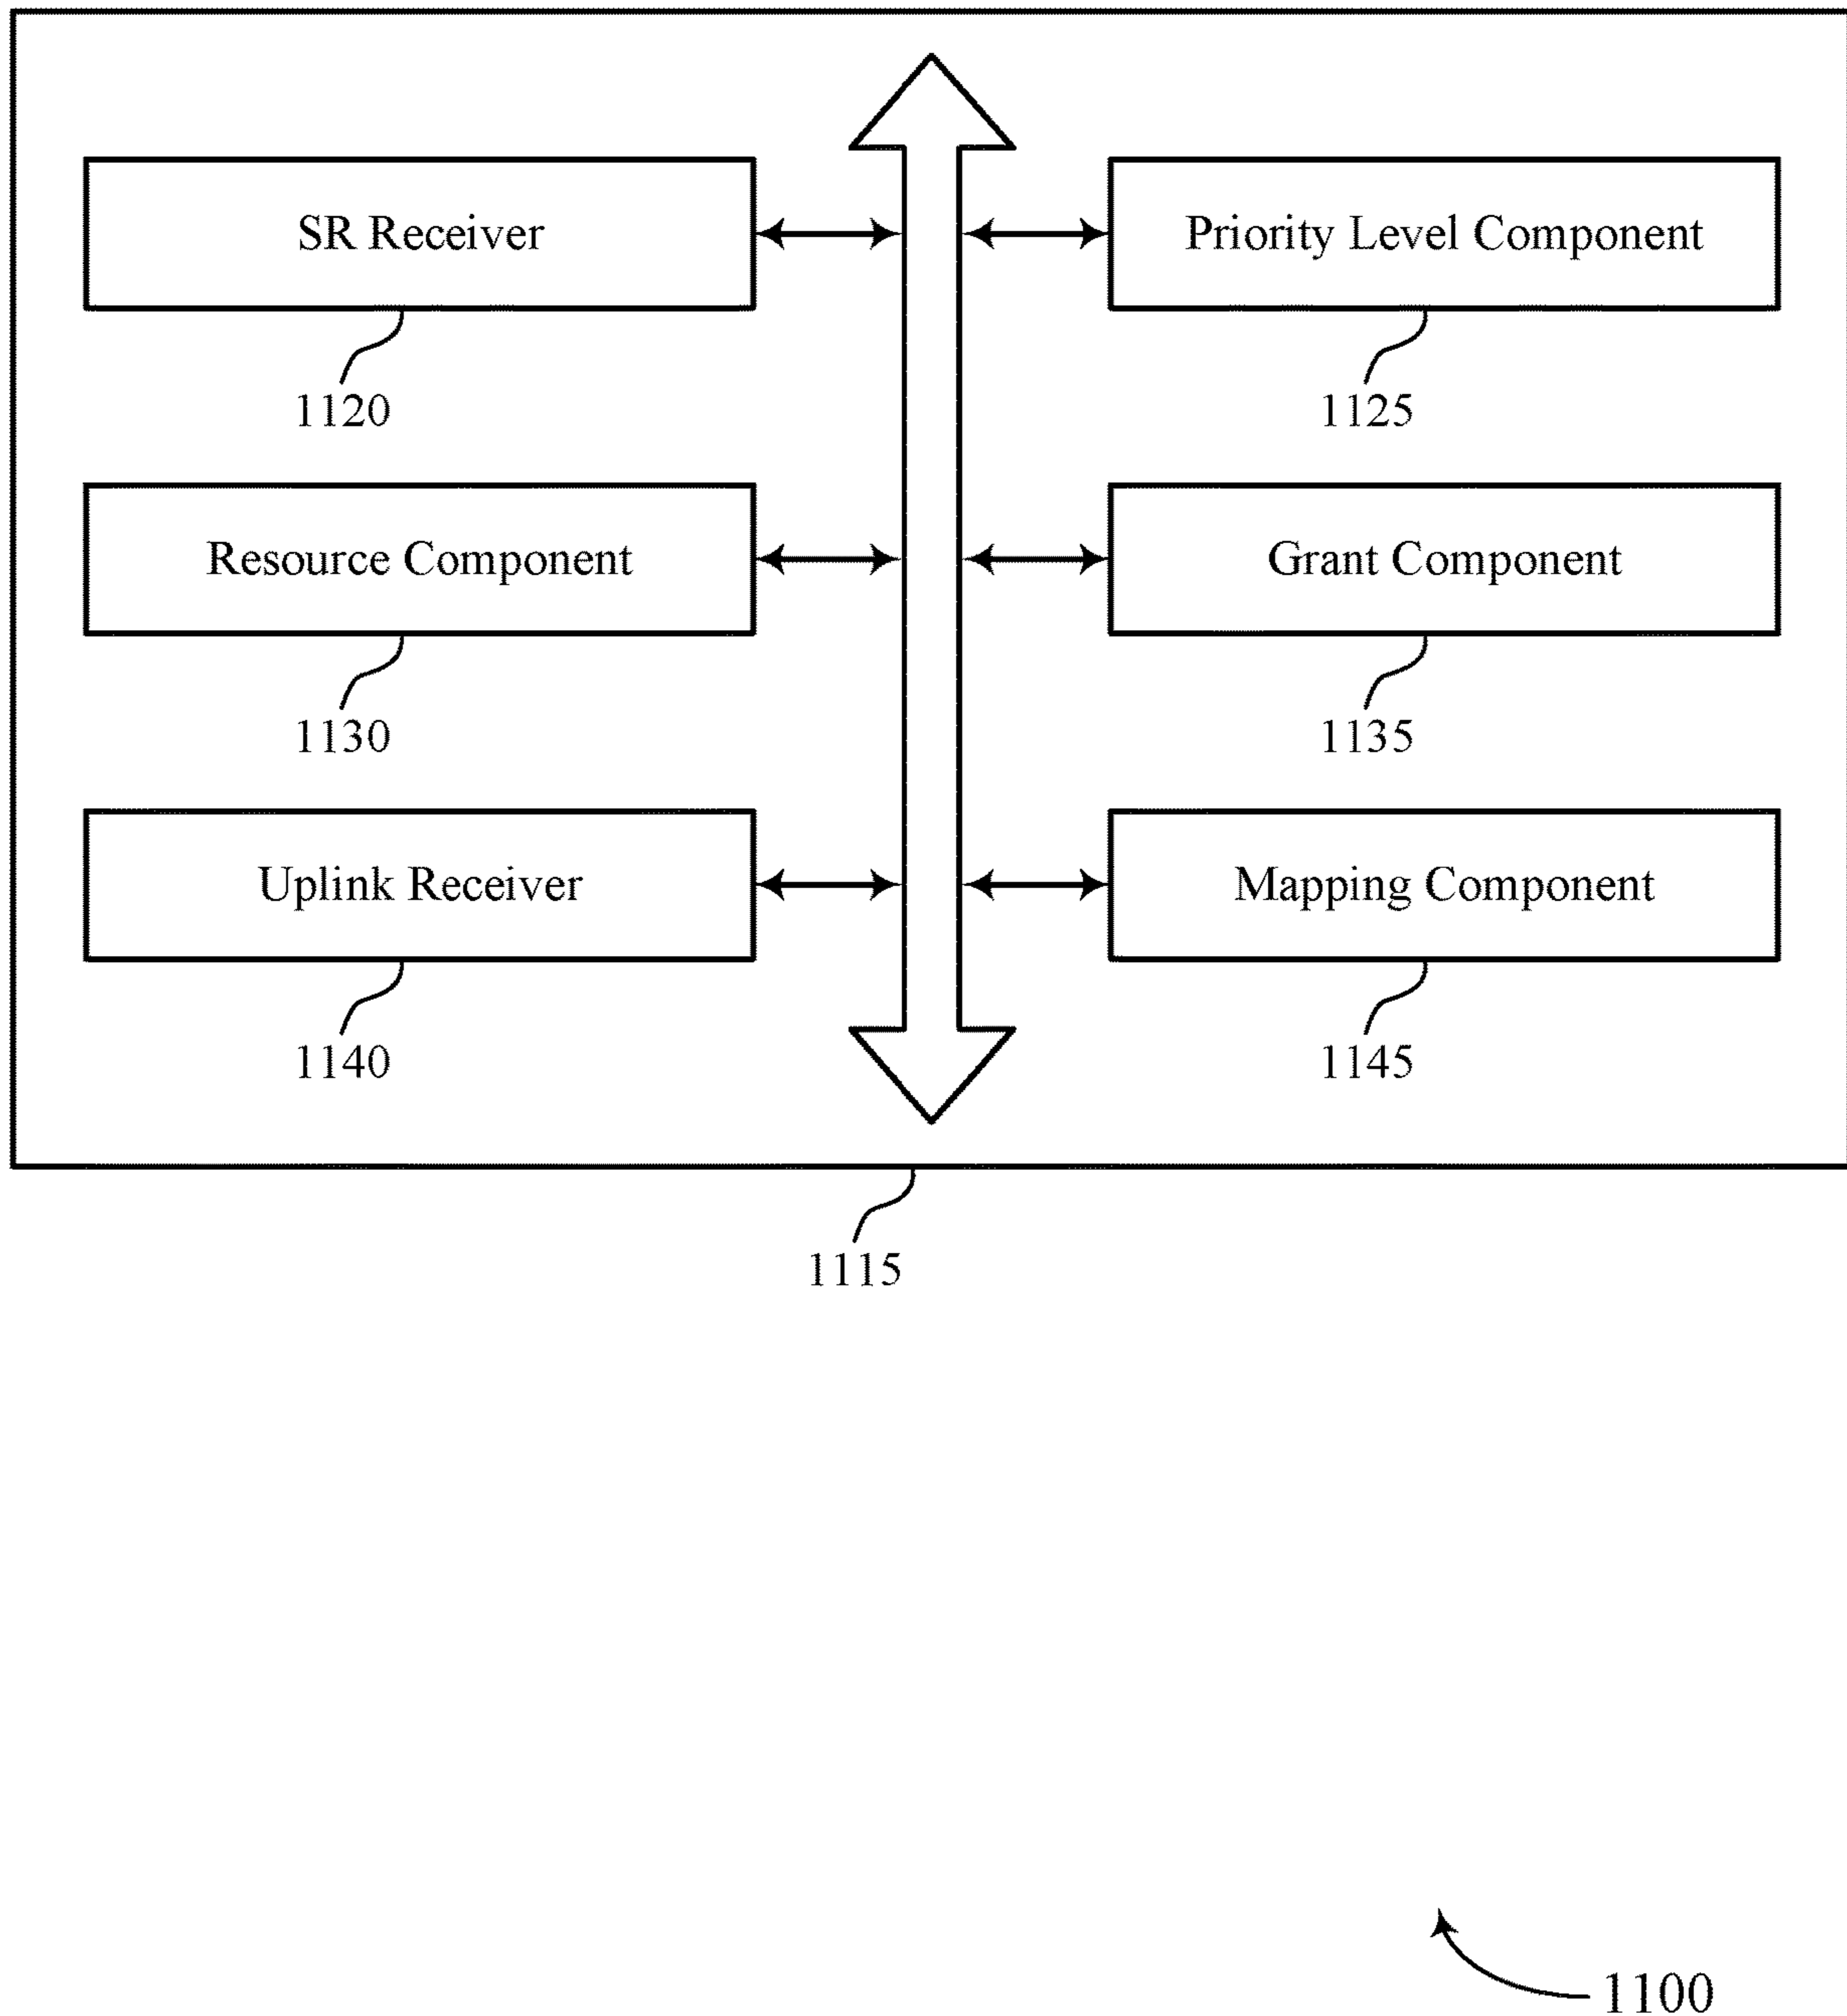 SR Receiver
Priority Level Component
1120
1125
Resource Component
Grant Component
1130
1135
Uplink Receiver
Mapping Component
1140
1145
1115
1100